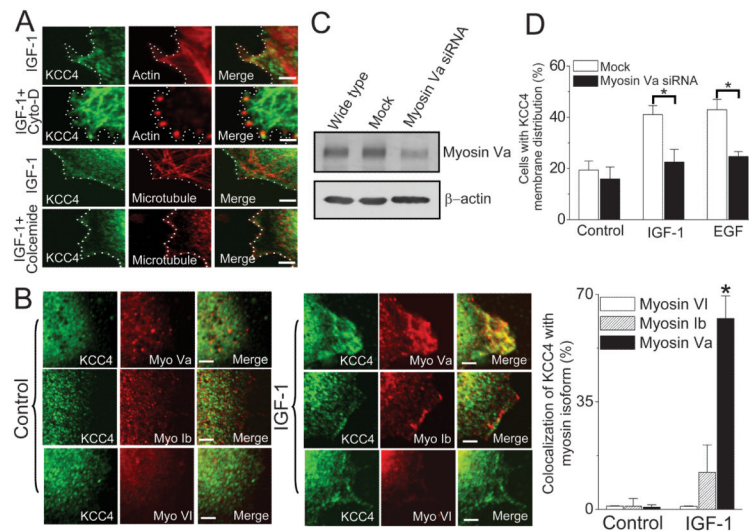 A
IGF-1
KCC4
Actin
Merge
IGF-1+
Cyto-D
KCC4
Actin
Merge
IGF-1
KCC4
Microtubule
Merge
IGF-1+
Colcemide
KCC4
Microtubule
Merge
C
Wide type
Mock
Myosin Va siRNA
Myosin Va
β-actin
D
Cells with KCC4
membrane distribution (%)
60
40
20
0
Mock
Myosin Va siRNA
*
*
Control
IGF-1
EGF
B
Control
KCC4
Myo Va
Merge
KCC4
Myo Ib
Merge
KCC4
Myo VI
Merge
IGF-1
KCC4
Myo Va
Merge
KCC4
Myo Ib
Merge
KCC4
Myo VI
Merge
Colocalization of KCC4 with
myosin isoform (%)
70
35
0
Myosin VI
Myosin Ib
Myosin Va
*
Control
IGF-1